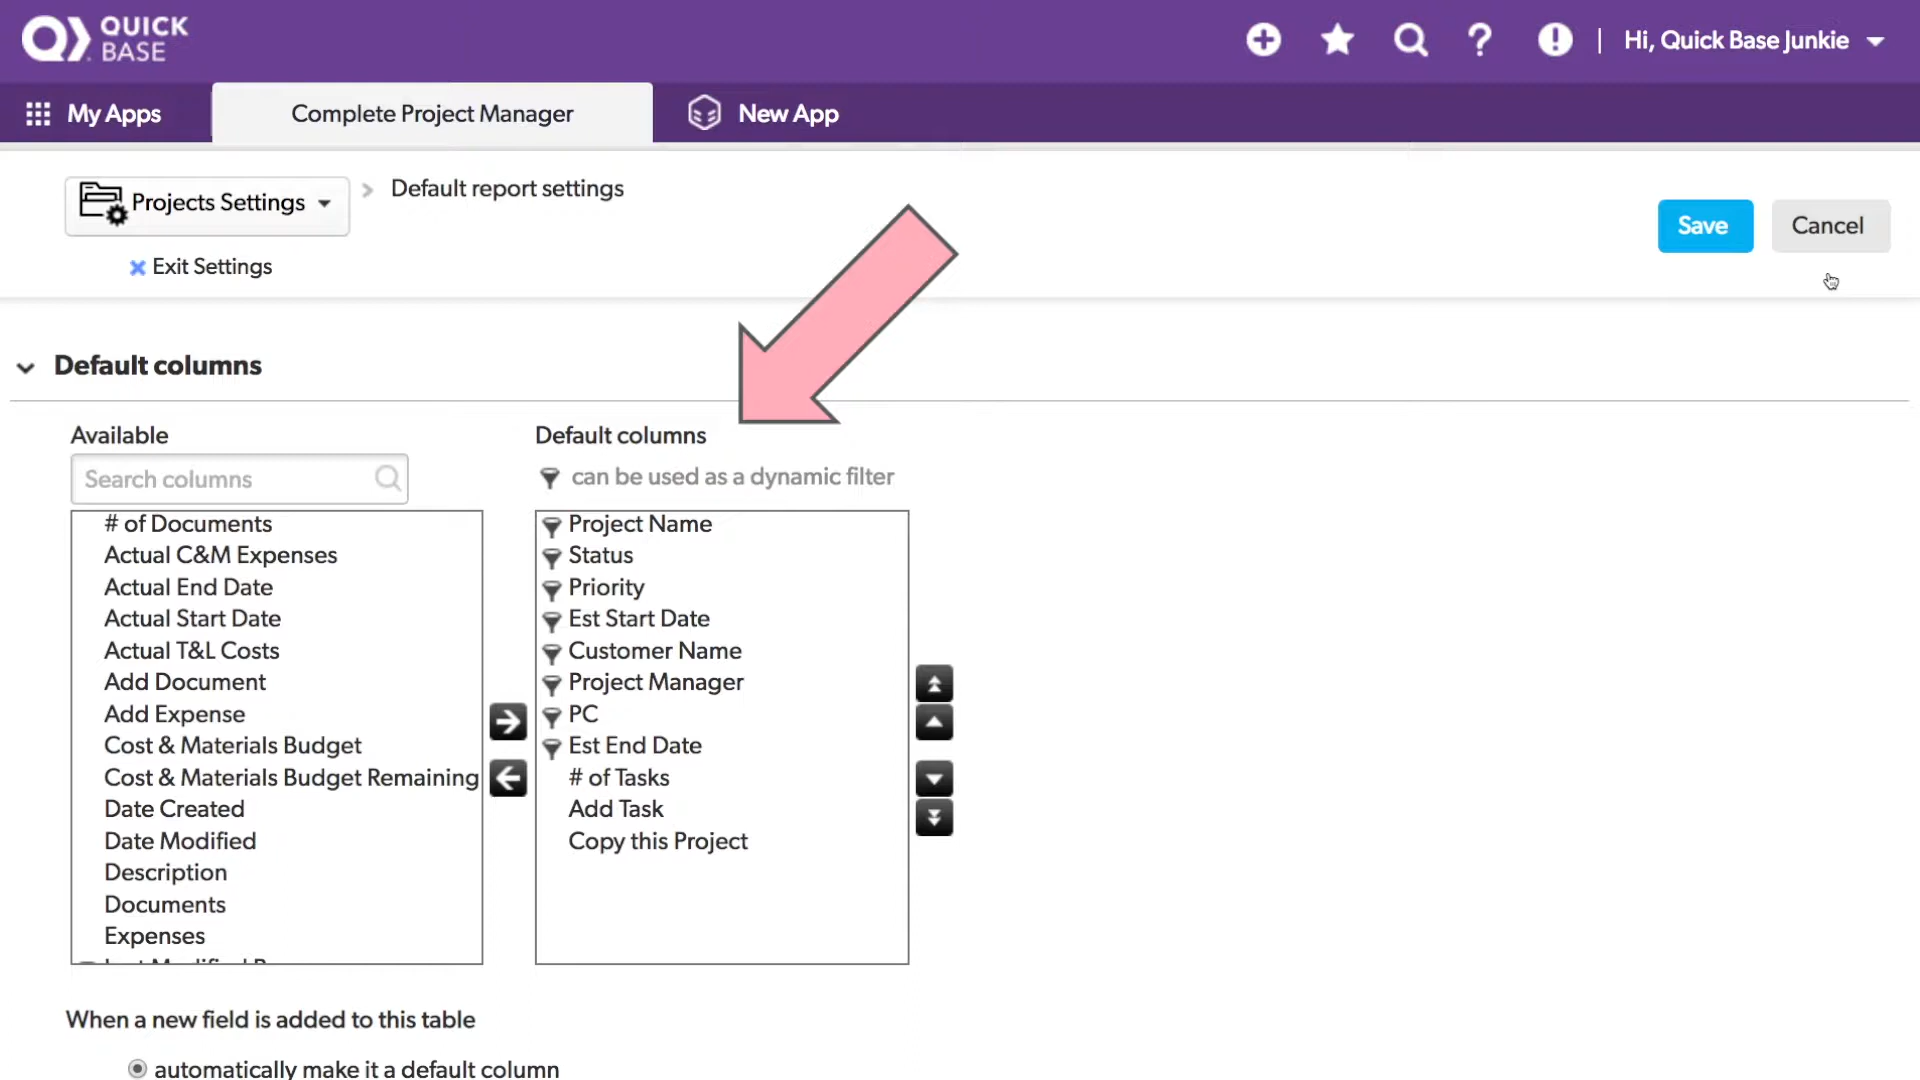 QUICK
BASE
Hi, Quick Base Junkie
My Apps
Complete Project Manager
New App
Projects Settings
Default report settings
Save
Cancel
Exit Settings
Default columns
Available
Default columns
Search columns
can be used as a dynamic filter
# of Documents
Actual C&M Expenses
Actual End Date
Actual Start Date
Actual T&L Costs
Add Document
Add Expense
Cost & Materials Budget
Cost & Materials Budget Remaining
Date Created
Date Modified
Description
Documents
Expenses
Project Name
Status
Priority
Est Start Date
Customer Name
Project Manager
PC
Est End Date
# of Tasks
Add Task
Copy this Project
When a new field is added to this table
automatically make it a default column